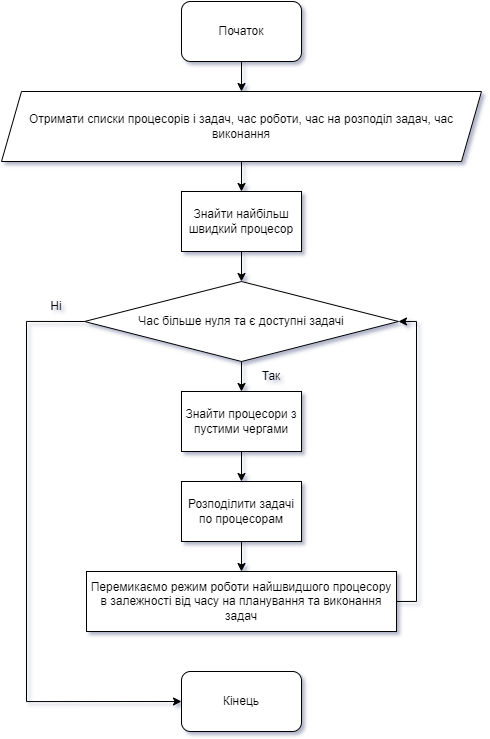 Початок
Отримати списки процесорів і задач, час роботи, час на розподіл задач, час
виконання
Знайти найбільш
швидкий процесор
Ні
Час більше нуля та є доступні задачі
Так
Знайти процесори з
пустими чергами
Розподілити задачі
по процесорам
Перемикаємо режим роботи найшвидшого процесору
в залежності від часу на планування та виконання
задач
Кінець